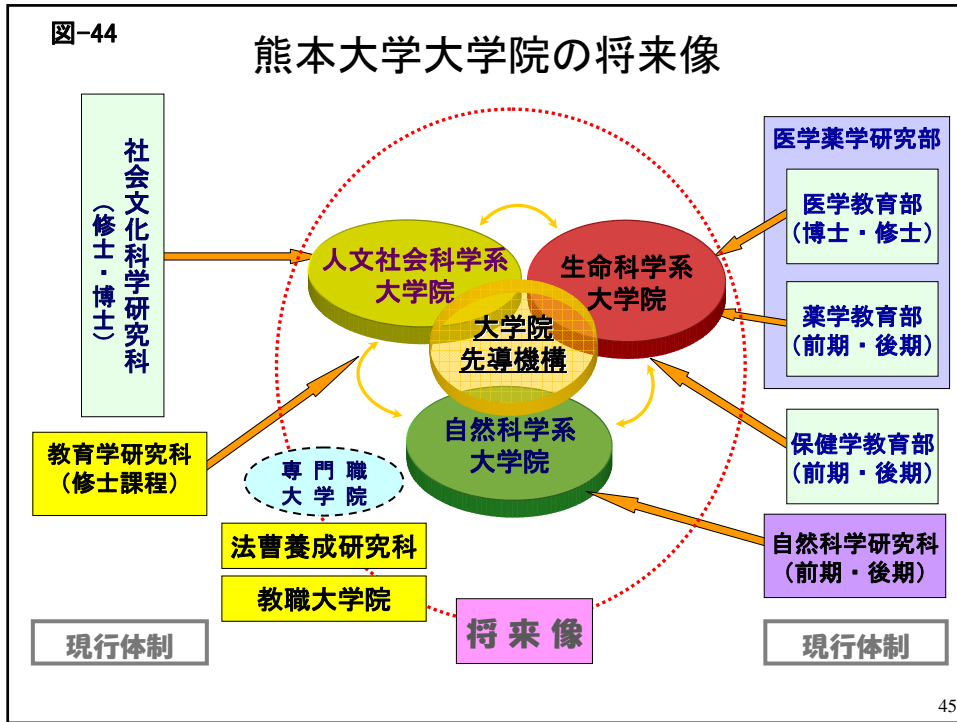 図-44
熊本大学大学院の将来像
社会文化科学研究科
（修士・博士）
教育学研究科
（修士課程）
人文社会科学系
大学院
生命科学系
大学院
大学院
先導機構
自然科学系
大学院
専門職
大学院
法曹養成研究科
教職大学院
医学薬学研究部
医学教育部
（博士・修士）
薬学教育部
（前期・後期）
保健学教育部
（前期・後期）
自然科学研究科
（前期・後期）
現行体制
将来像
現行体制
45